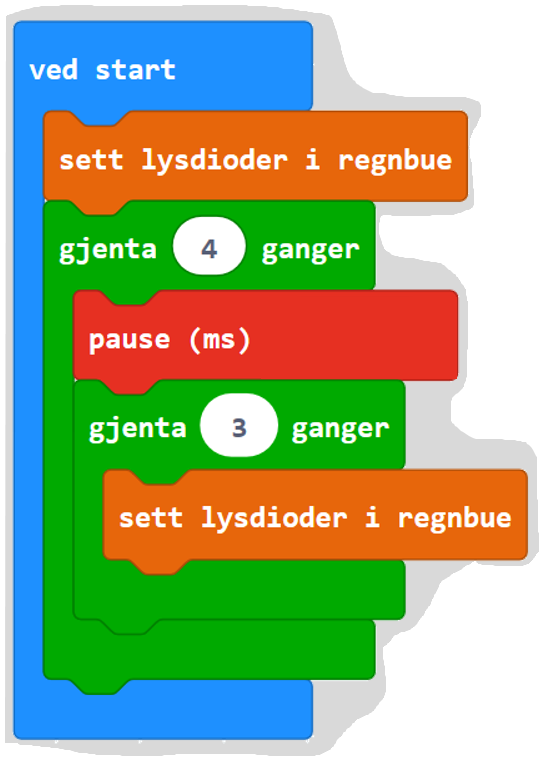 ved start
sett lysdioder i regnbue
gjenta 4 ganger
pause (ms)
gjenta 3 ganger
sett lysdioder i regnbue